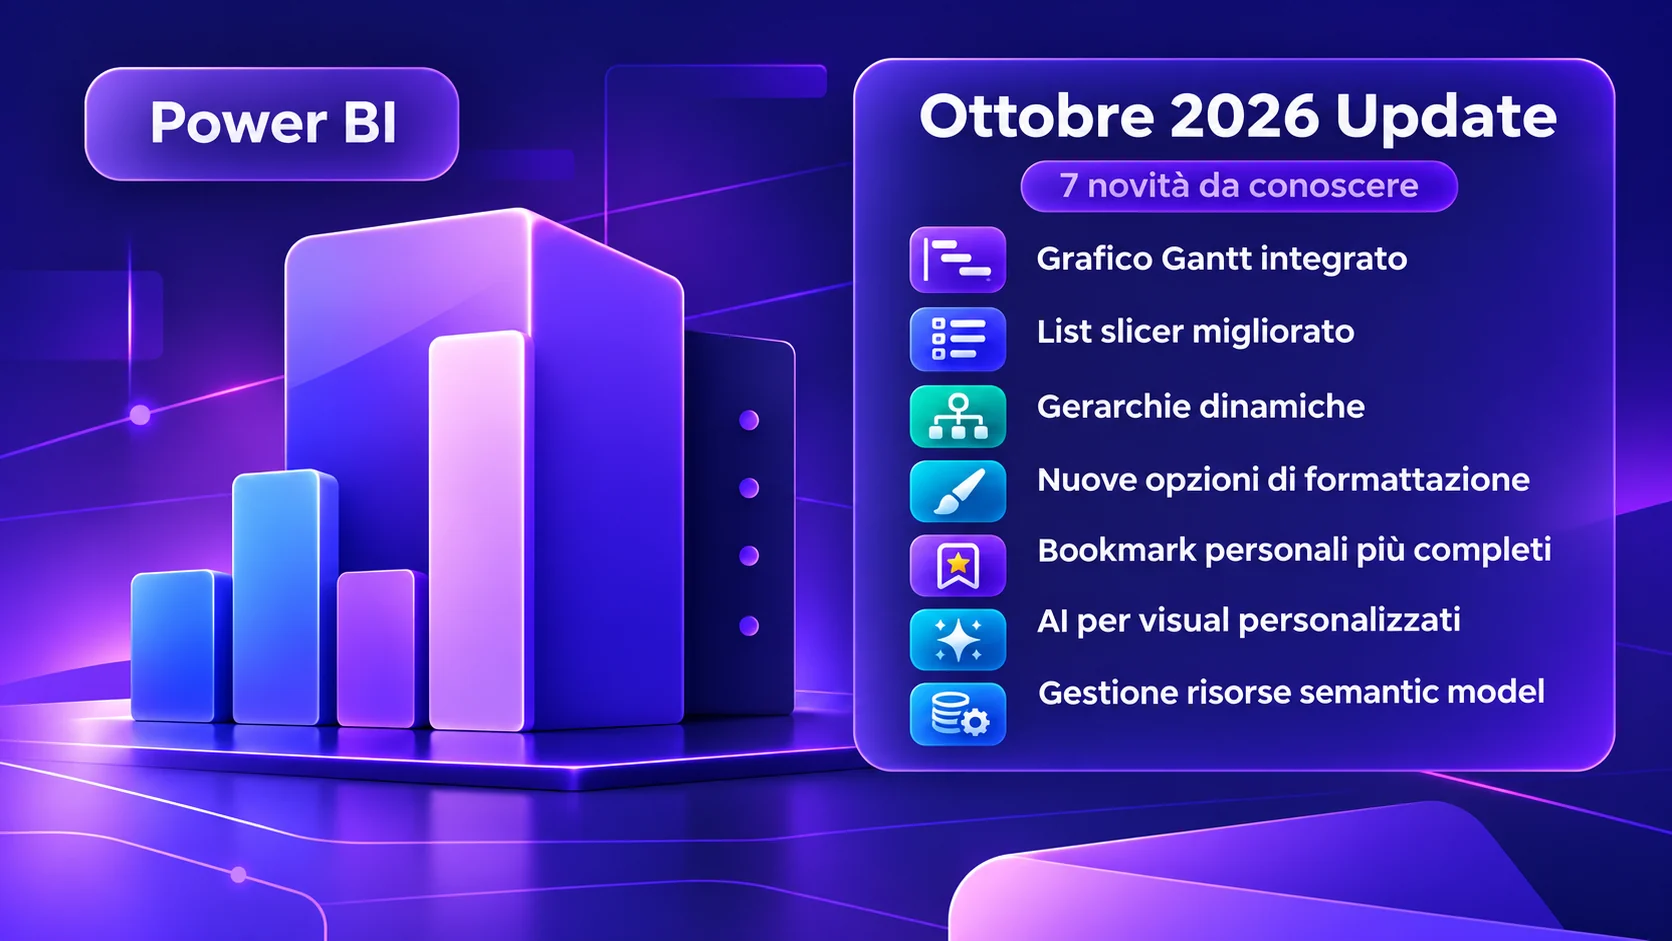 Power BI
Ottobre 2026 Update
7 novità da conoscere
Grafico Gantt integrato
List slicer migliorato
Gerarchie dinamiche
Nuove opzioni di formattazione
Bookmark personali più completi
AI per visual personalizzati
Gestione risorse semantic model